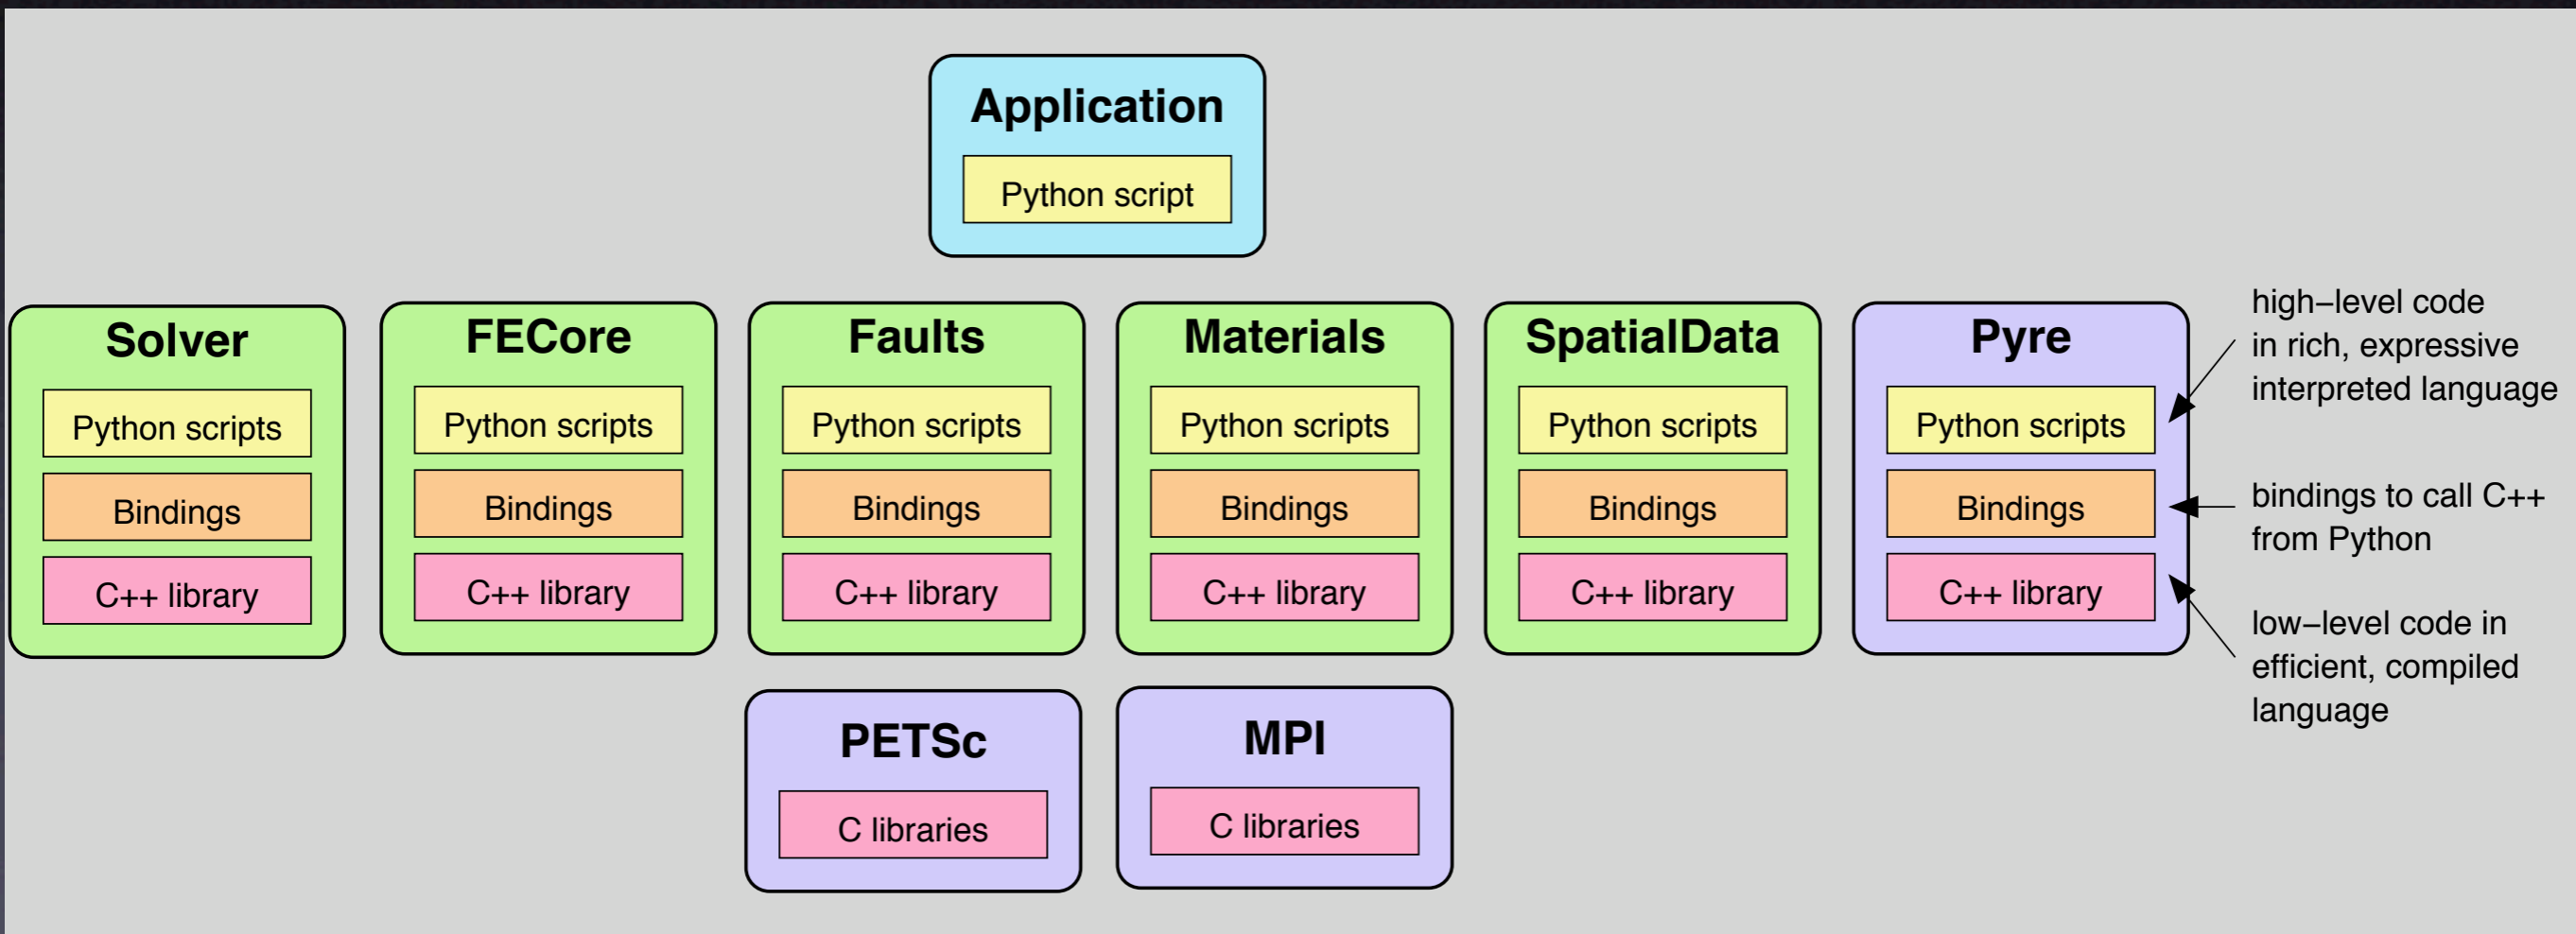 Application
Python script
Solver
Python scripts
Bindings
C++ library
FECore
Python scripts
Bindings
C++ library
Faults
Python scripts
Bindings
C++ library
Materials
Python scripts
Bindings
C++ library
SpatialData
Python scripts
Bindings
C++ library
Pyre
Python scripts
Bindings
C++ library
high–level code
in rich, expressive
interpreted language
bindings to call C++
from Python
low–level code in
efficient, compiled
language
PETSc
C libraries
MPI
C libraries